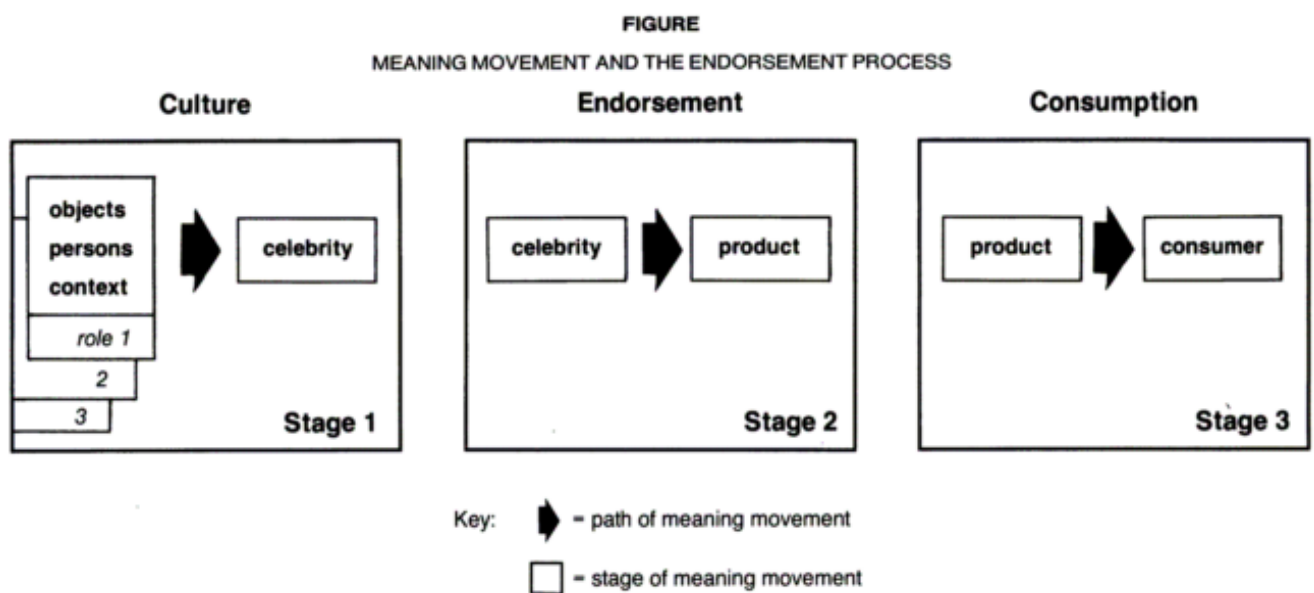 FIGURE
MEANING MOVEMENT AND THE ENDORSEMENT PROCESS
Culture
Endorsement
Consumption
objects
persons
context
role 1
2
3
celebrity
Stage 1
celebrity
product
Stage 2
product
consumer
Stage 3
Key:
= path of meaning movement
= stage of meaning movement